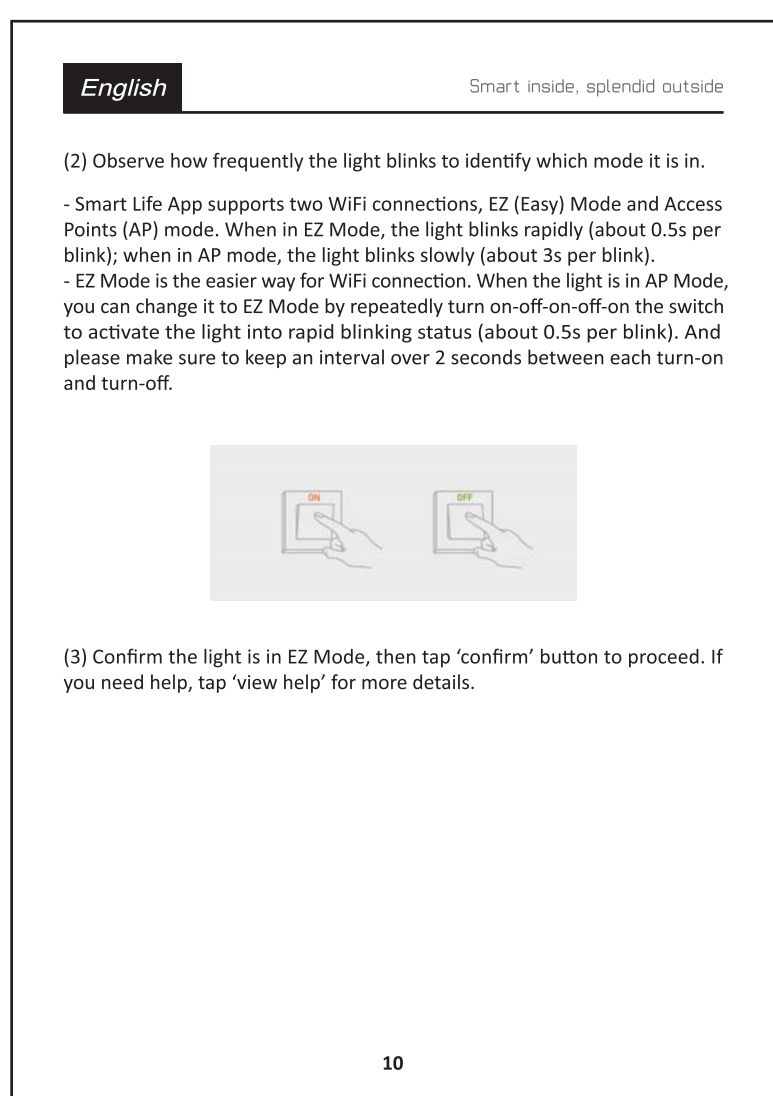 English
Smart inside, splendid outside
(2) Observe how frequently the light blinks to identify which mode it is in.
- Smart Life App supports two WiFi connections, EZ (Easy) Mode and Access
Points (AP) mode. When in EZ Mode, the light blinks rapidly (about 0.5s per
blink); when in AP mode, the light blinks slowly (about 3s per blink).
- EZ Mode is the easier way for WiFi connection. When the light is in AP Mode,
you can change it to EZ Mode by repeatedly turn on-off-on-off-on the switch
to activate the light into rapid blinking status (about 0.5s per blink). And
please make sure to keep an interval over 2 seconds between each turn-on
and turn-off.
ON
OFF
(3) Confirm the light is in EZ Mode, then tap ‘confirm’ button to proceed. If
you need help, tap ‘view help’ for more details.
10